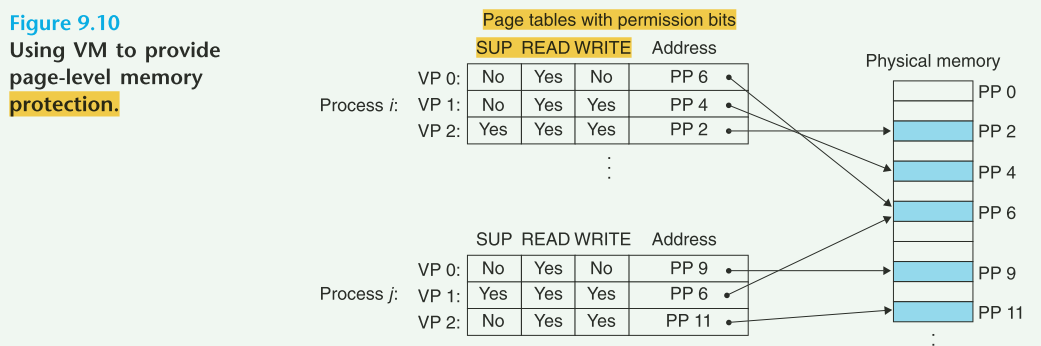 Figure 9.10
Using VM to provide
page-level memory
protection.
Page tables with permission bits
SUP READ WRITE Address
Process i:
VP 0: No Yes No PP 6
VP 1: No Yes Yes PP 4
VP 2: Yes Yes Yes PP 2
Physical memory
PP 0
PP 2
PP 4
PP 6
PP 9
PP 11
SUP READ WRITE Address
Process j:
VP 0: No Yes No PP 9
VP 1: Yes Yes Yes PP 6
VP 2: No Yes Yes PP 11